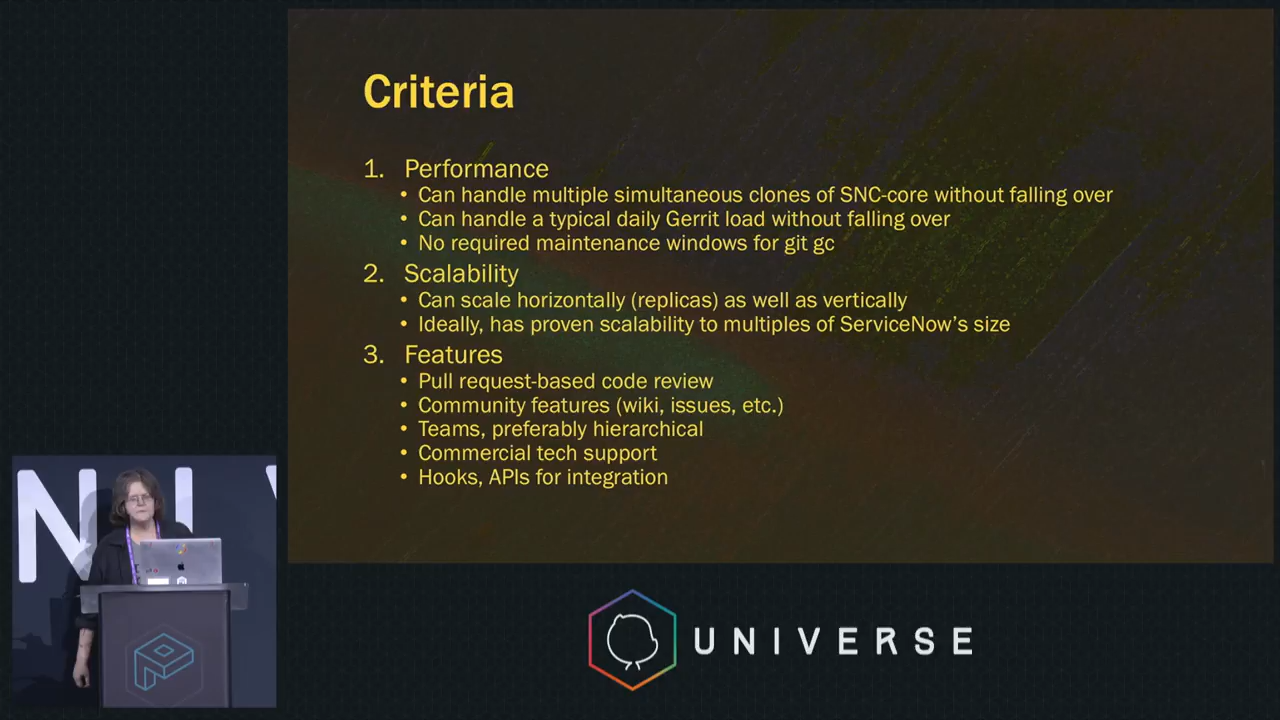 Criteria
1. Performance
• Can handle multiple simultaneous clones of SNC-core without falling over
• Can handle a typical daily Gerrit load without falling over
• No required maintenance windows for git gc
2. Scalability
• Can scale horizontally (replicas) as well as vertically
• Ideally, has proven scalability to multiples of ServiceNow’s size
3. Features
• Pull request-based code review
• Community features (wiki, issues, etc.)
• Teams, preferably hierarchical
• Commercial tech support
• Hooks, APIs for integration
N I V
UNIVERSE